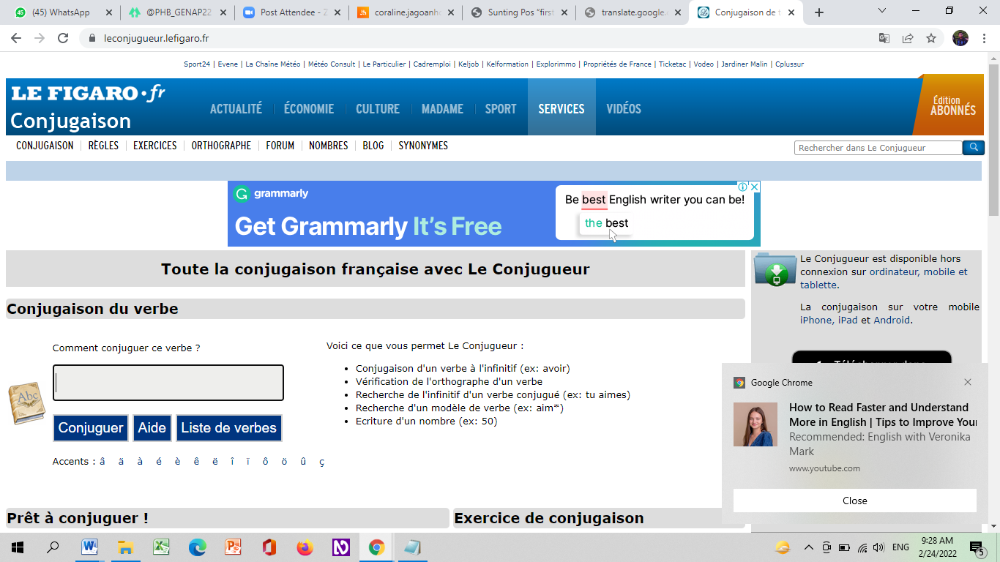 (45) WhatsApp
@PHB_GENAP22
Post Attendee - Z
coraline.jagoanh
Sunting Pos "first
translate.google.
Conjugaison de t
leconjugueur.lefigaro.fr
Sport24 | Evene | La Chaîne Météo | Météo Consult | Le Particulier | Cadremploi | Keljob | Kelformation | Explorimmo | Propriétés de France | Ticketac | Vodeo | Jardiner Malin | Cplussur
LE FIGARO·fr
Conjugaison
ACTUALITÉ ÉCONOMIE CULTURE MADAME SPORT SERVICES VIDÉOS
Édition
ABONNÉS
CONJUGAISON RÈGLES EXERCICES ORTHOGRAPHE FORUM NOMBRES BLOG SYNONYMES
Rechercher dans Le Conjugueur
grammarly
Get Grammarly It's Free
Be best English writer you can be!
the best
Toute la conjugaison française avec Le Conjugueur
Conjugaison du verbe
Comment conjuguer ce verbe ?
Abc
Conjuguer Aide Liste de verbes
Accents : â ä à é è ê ë î ï ô ö û ç
Voici ce que vous permet Le Conjugueur :
• Conjugaison d'un verbe à l'infinitif (ex: avoir)
• Vérification de l'orthographe d'un verbe
• Recherche de l'infinitif d'un verbe conjugué (ex: tu aimes)
• Recherche d'un modèle de verbe (ex: aim*)
• Ecriture d'un nombre (ex: 50)
Le Conjugueur est disponible hors
connexion sur ordinateur, mobile et
tablette.
La conjugaison sur votre mobile
iPhone, iPad et Android.
Google Chrome
How to Read Faster and Understand
More in English | Tips to Improve Your
Recommended: English with Veronika
Mark
www.youtube.com
Close
Prêt à conjuguer !
Exercice de conjugaison
ENG
9:28 AM
2/24/2022
5